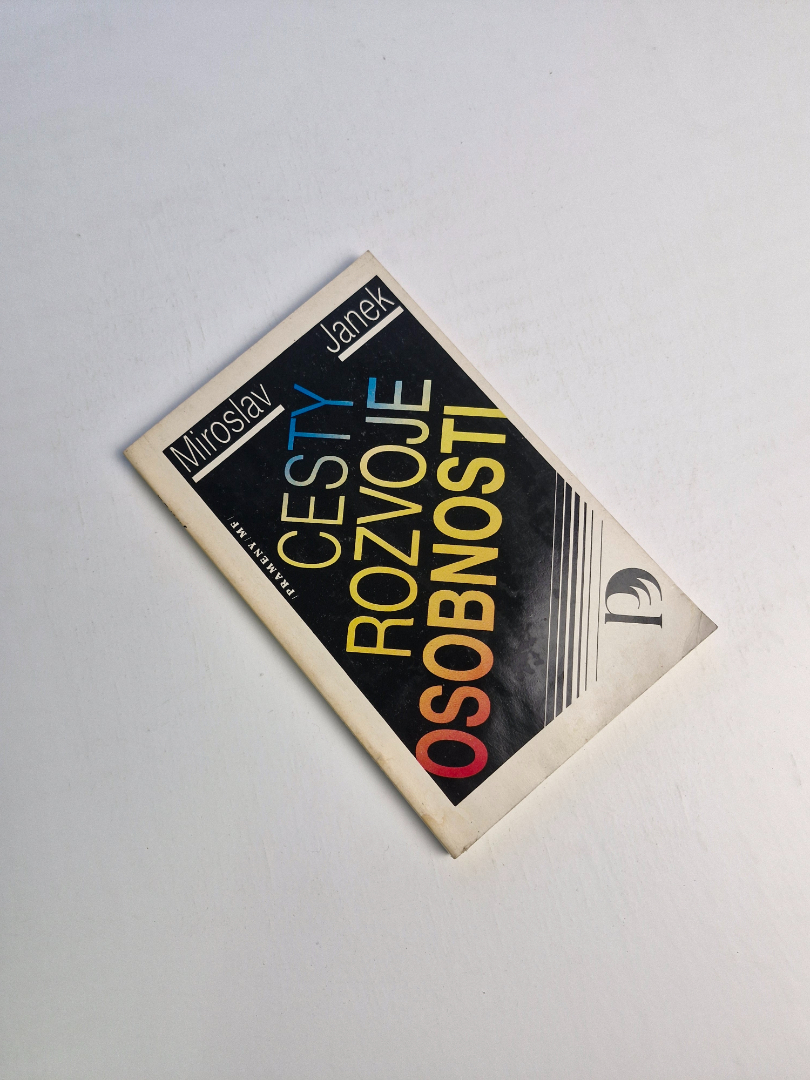 Miroslav Janek
CESTY
ROZVOJE
OSOBNOSTI
/PRAMENY/MF/